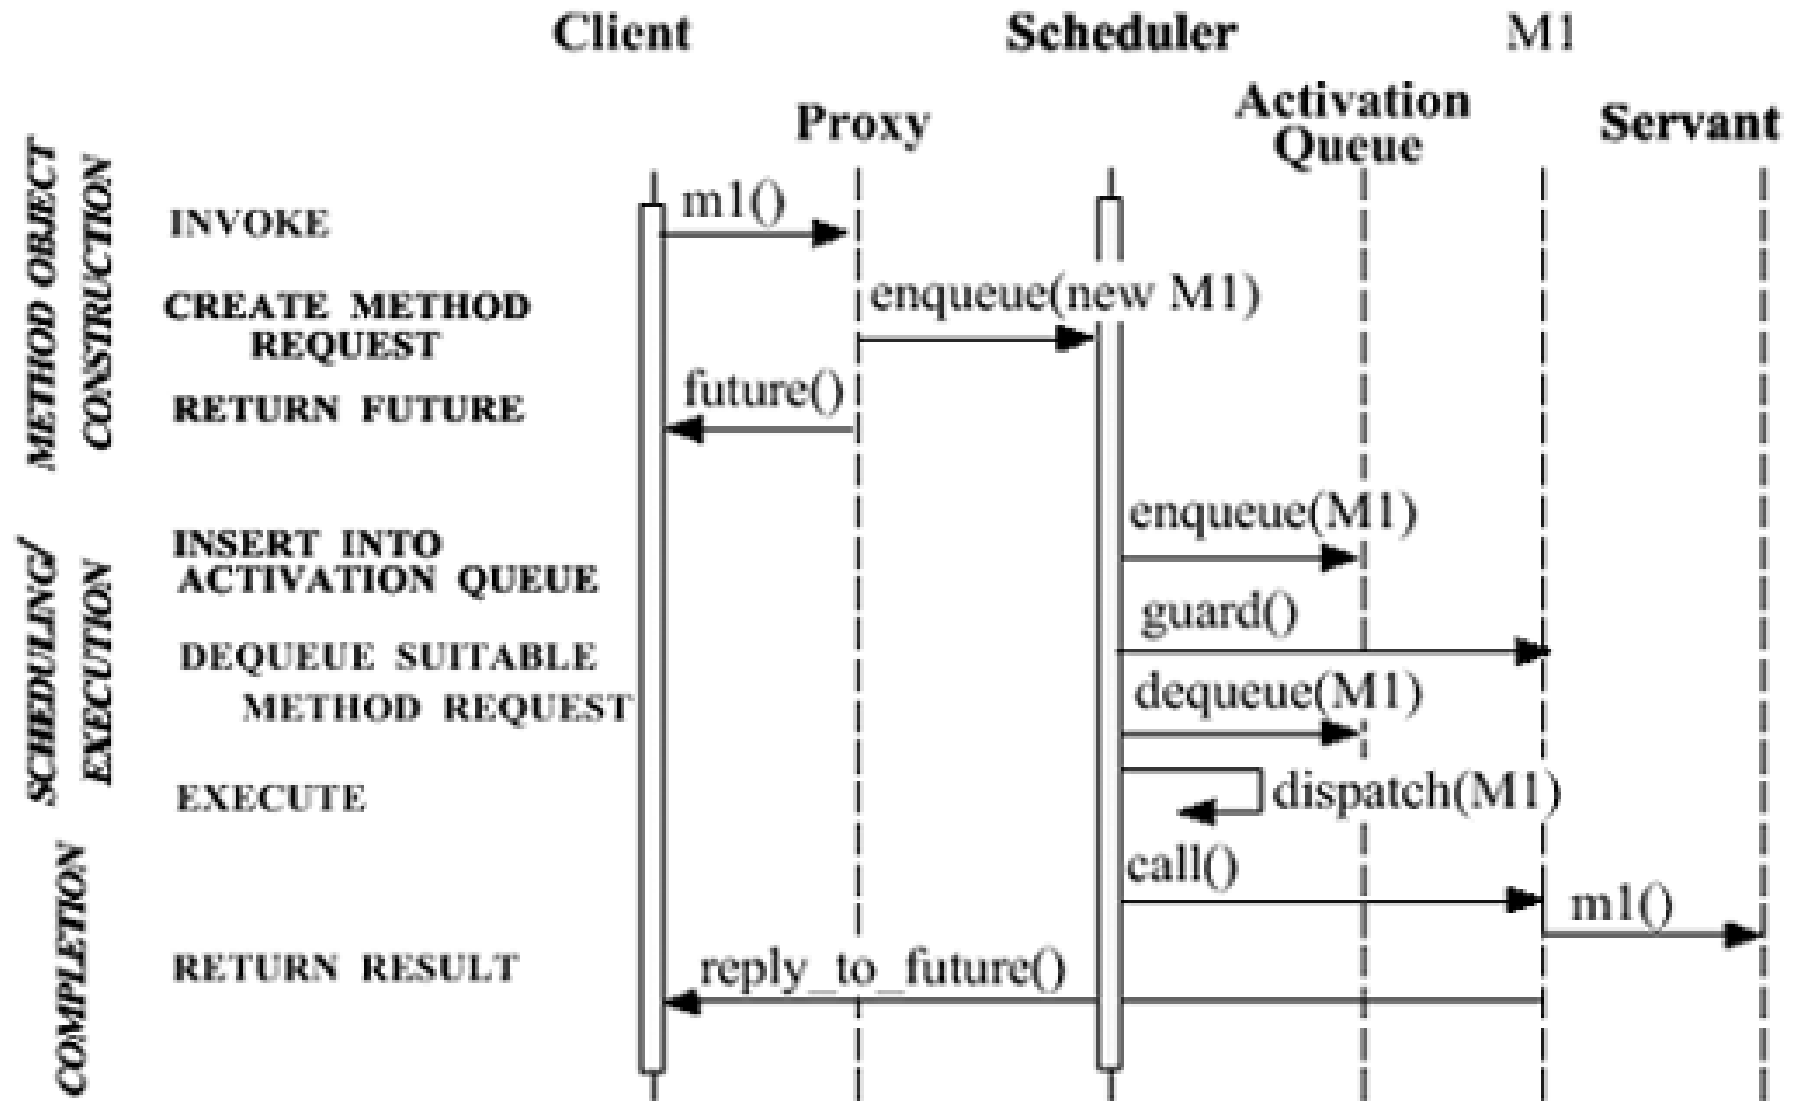 Client
Scheduler
M1
Proxy
Activation
Queue
Servant
METHOD OBJECT
CONSTRUCTION
INVOKE
m1()
CREATE METHOD
REQUEST
enqueue(new M1)
RETURN FUTURE
future()
SCHEDULING/
EXECUTION
INSERT INTO
ACTIVATION QUEUE
enqueue(M1)
guard()
DEQUEUE SUITABLE
METHOD REQUEST
dequeue(M1)
EXECUTE
dispatch(M1)
COMPLETION
call()
m1()
RETURN RESULT
reply_to_future()